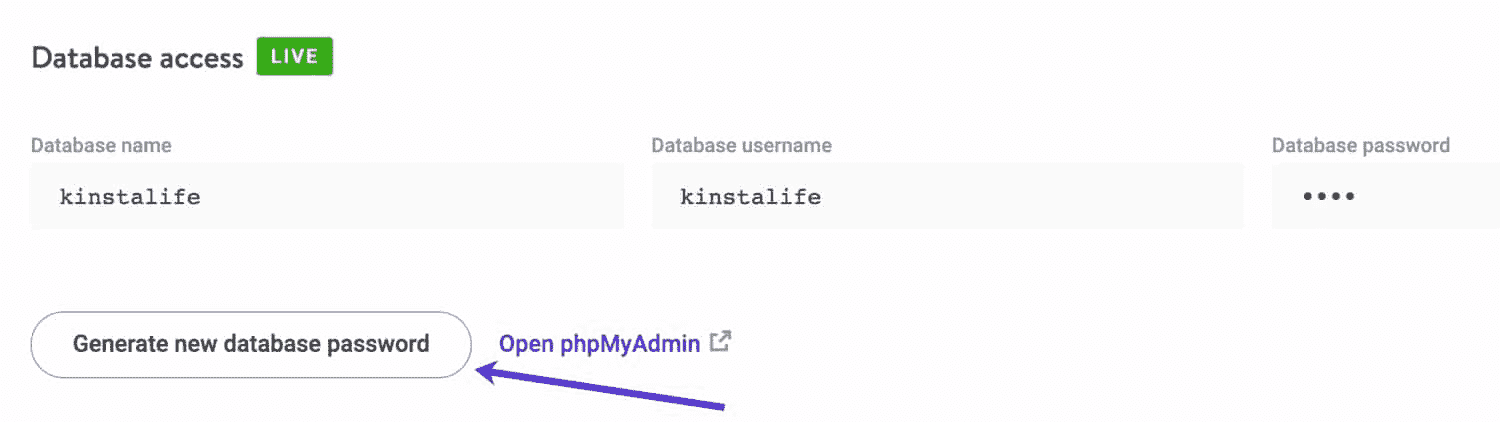 Database access LIVE
Database name Database username Database password
kinstalife kinstalife ••••
Generate new database password Open phpMyAdmin